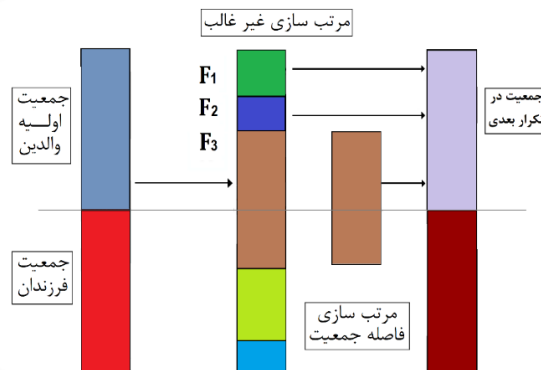 مرتب سازی غیر غالب
جمعیت
اولـــیه
والدین
F1
F2
F3
جمعیت در
تکرار بعدی
جمعیت
فرزندان
مرتب سازی
فاصله جمعیت